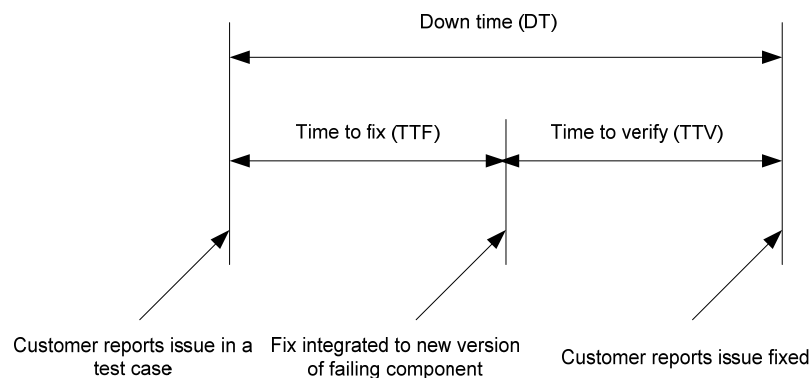 Down time (DT)
Time to fix (TTF)
Time to verify (TTV)
Customer reports issue in a
test case
Fix integrated to new version
of failing component
Customer reports issue fixed